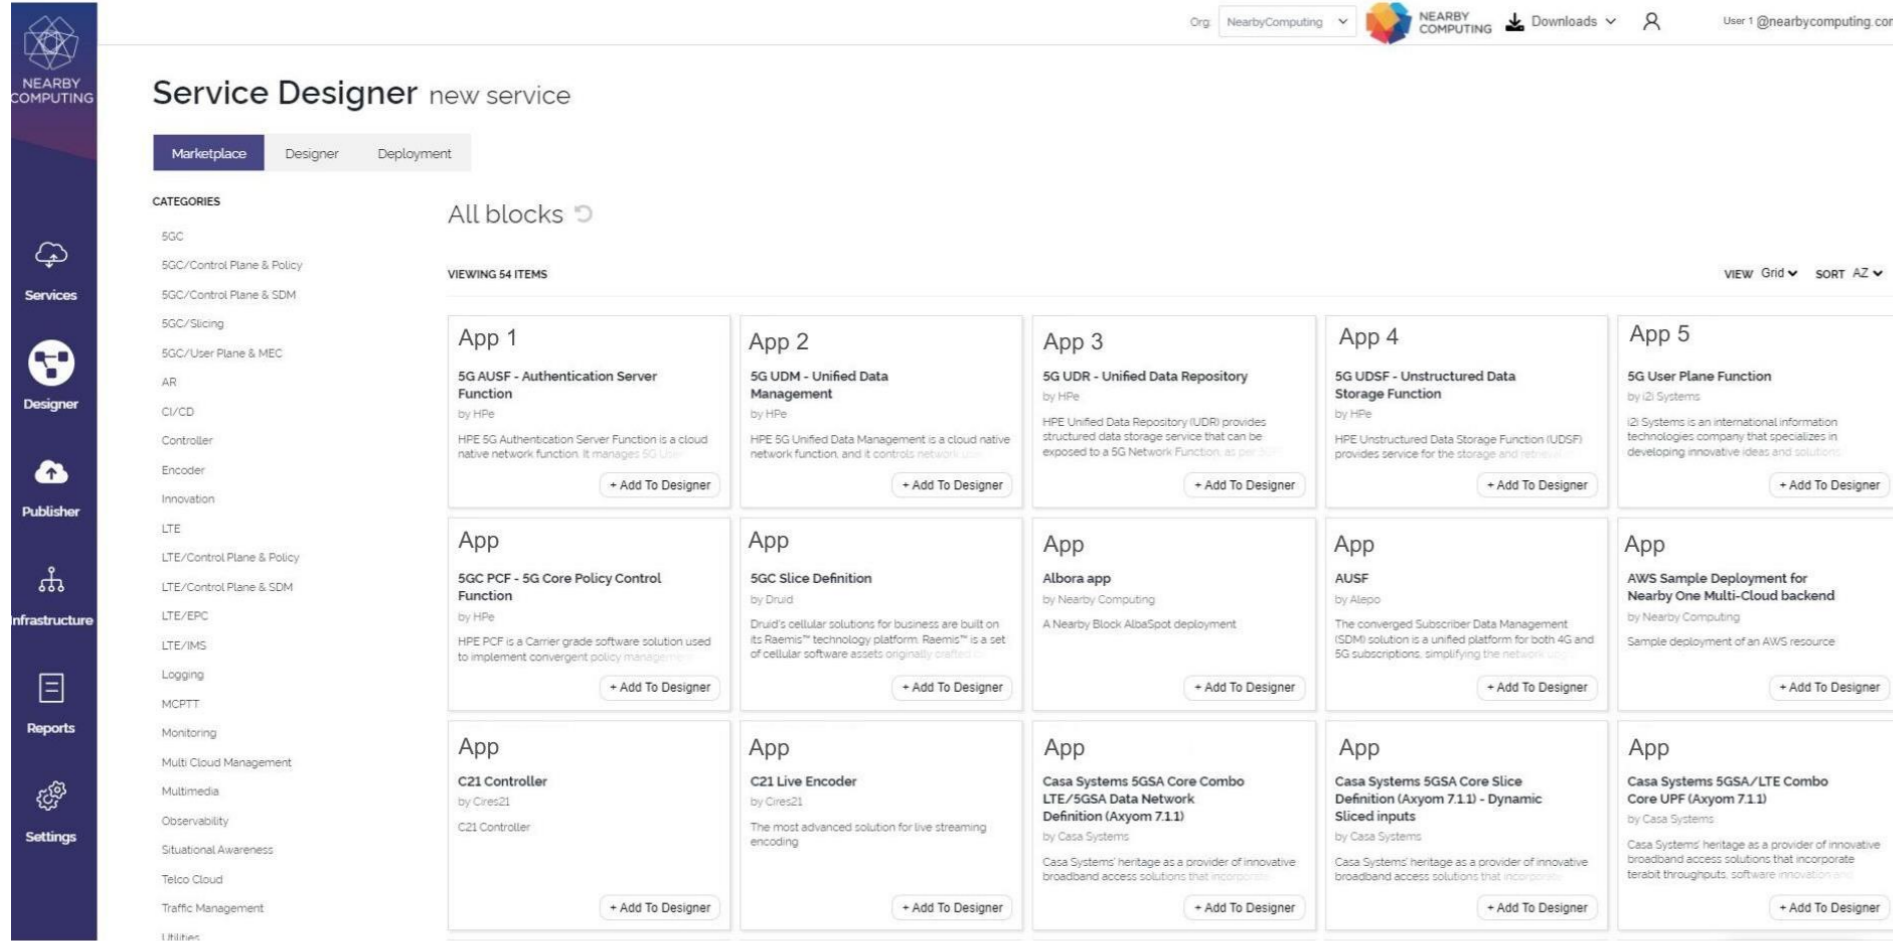 NEARBY
COMPUTING
Services
Designer
Publisher
Infrastructure
Reports
Settings
Org: NearbyComputing
NEARBY
COMPUTING
Downloads
User 1 @nearbycomputing.com
Service Designer new service
Marketplace Designer Deployment
CATEGORIES
5GC
5GC/Control Plane & Policy
5GC/Control Plane & SDM
5GC/Slicing
5GC/User Plane & MEC
AR
CI/CD
Controller
Encoder
Innovation
LTE
LTE/Control Plane & Policy
LTE/Control Plane & SDM
LTE/EPC
LTE/IMS
Logging
MCPTT
Monitoring
Multi Cloud Management
Multimedia
Observability
Situational Awareness
Telco Cloud
Traffic Management
Utilities
All blocks
VIEWING 54 ITEMS
VIEW Grid SORT AZ
App 1
5G AUSF - Authentication Server
Function
by HPe
HPE 5G Authentication Server Function is a cloud
native network function. It manages 5G User
+ Add To Designer
App 2
5G UDM - Unified Data
Management
by HPe
HPE 5G Unified Data Management is a cloud native
network function, and it controls network user
+ Add To Designer
App 3
5G UDR - Unified Data Repository
by HPe
HPE Unified Data Repository (UDR) provides
structured data storage service that can be
exposed to a 5G Network Function, as per 3GPP
+ Add To Designer
App 4
5G UDSF - Unstructured Data
Storage Function
by HPe
HPE Unstructured Data Storage Function (UDSF)
provides service for the storage and retrieval
+ Add To Designer
App 5
5G User Plane Function
by i2i Systems
i2i Systems is an international information
technologies company that specializes in
developing innovative ideas and solutions
+ Add To Designer
App
5GC PCF - 5G Core Policy Control
Function
by HPe
HPE PCF is a Carrier grade software solution used
to implement convergent policy management
+ Add To Designer
App
5GC Slice Definition
by Druid
Druid's cellular solutions for business are built on
its Raemis™ technology platform. Raemis™ is a set
of cellular software assets originally crafted
+ Add To Designer
App
Albora app
by Nearby Computing
A Nearby Block AlbaSpot deployment
+ Add To Designer
App
AUSF
by Alepo
The converged Subscriber Data Management
(SDM) solution is a unified platform for both 4G and
5G subscriptions, simplifying the network
+ Add To Designer
App
AWS Sample Deployment for
Nearby One Multi-Cloud backend
by Nearby Computing
Sample deployment of an AWS resource
+ Add To Designer
App
C21 Controller
by Cires21
C21 Controller
+ Add To Designer
App
C21 Live Encoder
by Cires21
The most advanced solution for live streaming
encoding
+ Add To Designer
App
Casa Systems 5GSA Core Combo
LTE/5GSA Data Network
Definition (Axyom 7.1.1)
by Casa Systems
Casa Systems' heritage as a provider of innovative
broadband access solutions that incorporate
+ Add To Designer
App
Casa Systems 5GSA Core Slice
Definition (Axyom 7.1.1) - Dynamic
Sliced inputs
by Casa Systems
Casa Systems' heritage as a provider of innovative
broadband access solutions that incorporate
+ Add To Designer
App
Casa Systems 5GSA/LTE Combo
Core UPF (Axyom 7.1.1)
by Casa Systems
Casa Systems' heritage as a provider of innovative
broadband access solutions that incorporate
terabit throughputs, software innovation and
+ Add To Designer